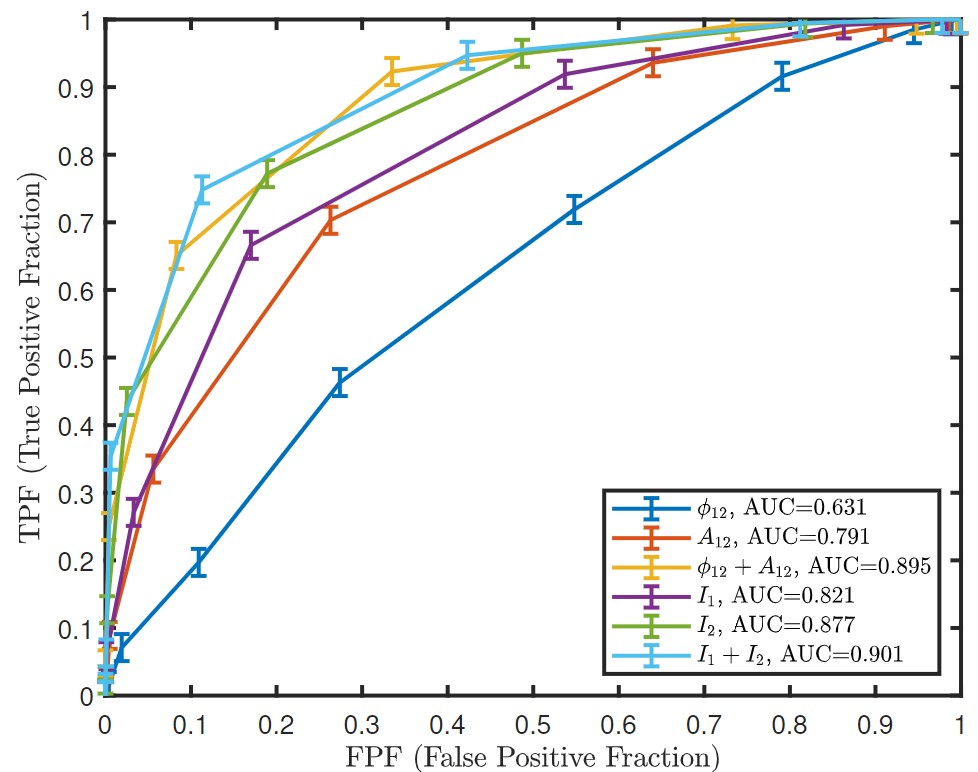 1
0.9
0.8
0.7
0.6
0.5
0.4
0.3
0.2
0.1
0
TPF (True Positive Fraction)
ϕ12, AUC=0.631
A12, AUC=0.791
ϕ12 + A12, AUC=0.895
I1, AUC=0.821
I2, AUC=0.877
I1 + I2, AUC=0.901
0 0.1 0.2 0.3 0.4 0.5 0.6 0.7 0.8 0.9 1
FPF (False Positive Fraction)